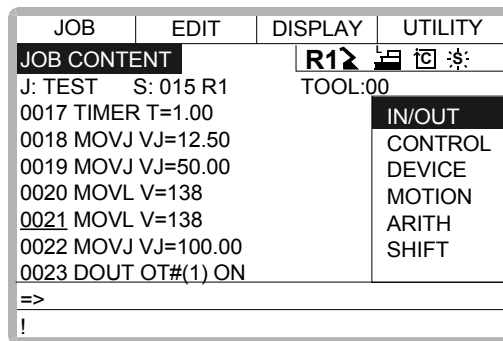 JOB EDIT DISPLAY UTILITY
JOB CONTENT R1 C S
J: TEST S: 015 R1 TOOL:00
0017 TIMER T=1.00
0018 MOVJ VJ=12.50
0019 MOVJ VJ=50.00
0020 MOVL V=138
0021 MOVL V=138
0022 MOVJ VJ=100.00
0023 DOUT OT#(1) ON
IN/OUT
CONTROL
DEVICE
MOTION
ARITH
SHIFT
=>
!